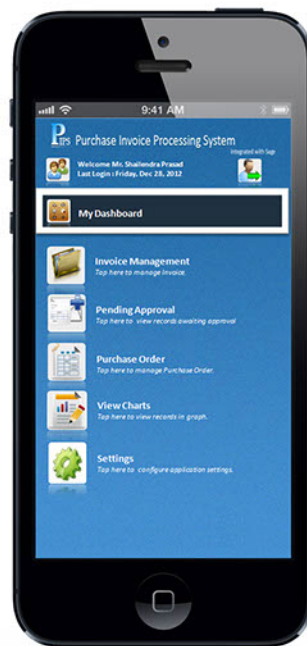 9:41 AM
PIPS Purchase Invoice Processing System
Integrated with Sage
Welcome Mr. Shailendra Prasad
Last Login : Friday, Dec 28, 2012
My Dashboard
Invoice Management
Tap here to manage Invoice.
Pending Approval
Tap here to view records awaiting approval
Purchase Order
Tap here to manage Purchase Order.
View Charts
Tap here to view records in graph.
Settings
Tap here to configure application settings.